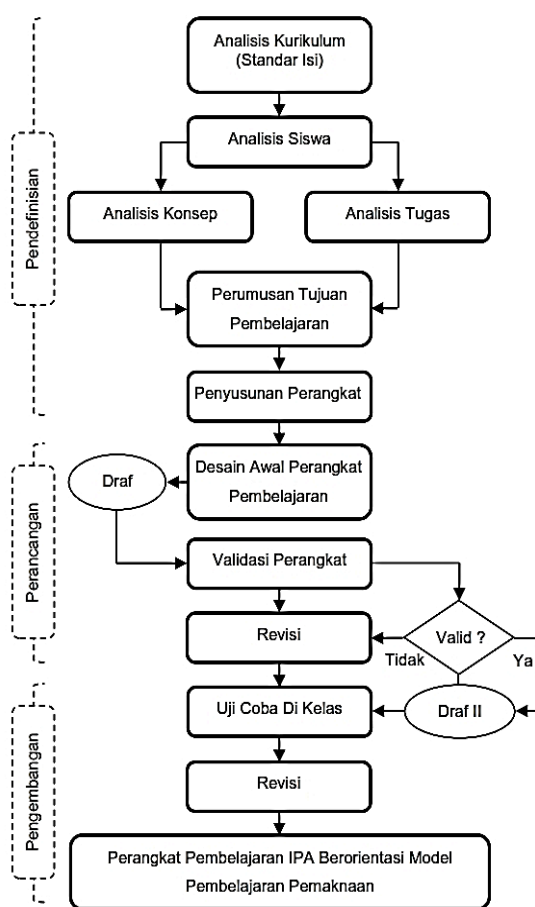 Analisis Kurikulum
(Standar Isi)
Analisis Siswa
Pendefinisian
Analisis Konsep
Analisis Tugas
Perumusan Tujuan
Pembelajaran
Penyusunan Perangkat
Perancangan
Draf
Desain Awal Perangkat
Pembelajaran
Validasi Perangkat
Revisi
Valid ?
Tidak
Ya
Pengembangan
Uji Coba Di Kelas
Draf II
Revisi
Perangkat Pembelajaran IPA Berorientasi Model
Pembelajaran Pemaknaan